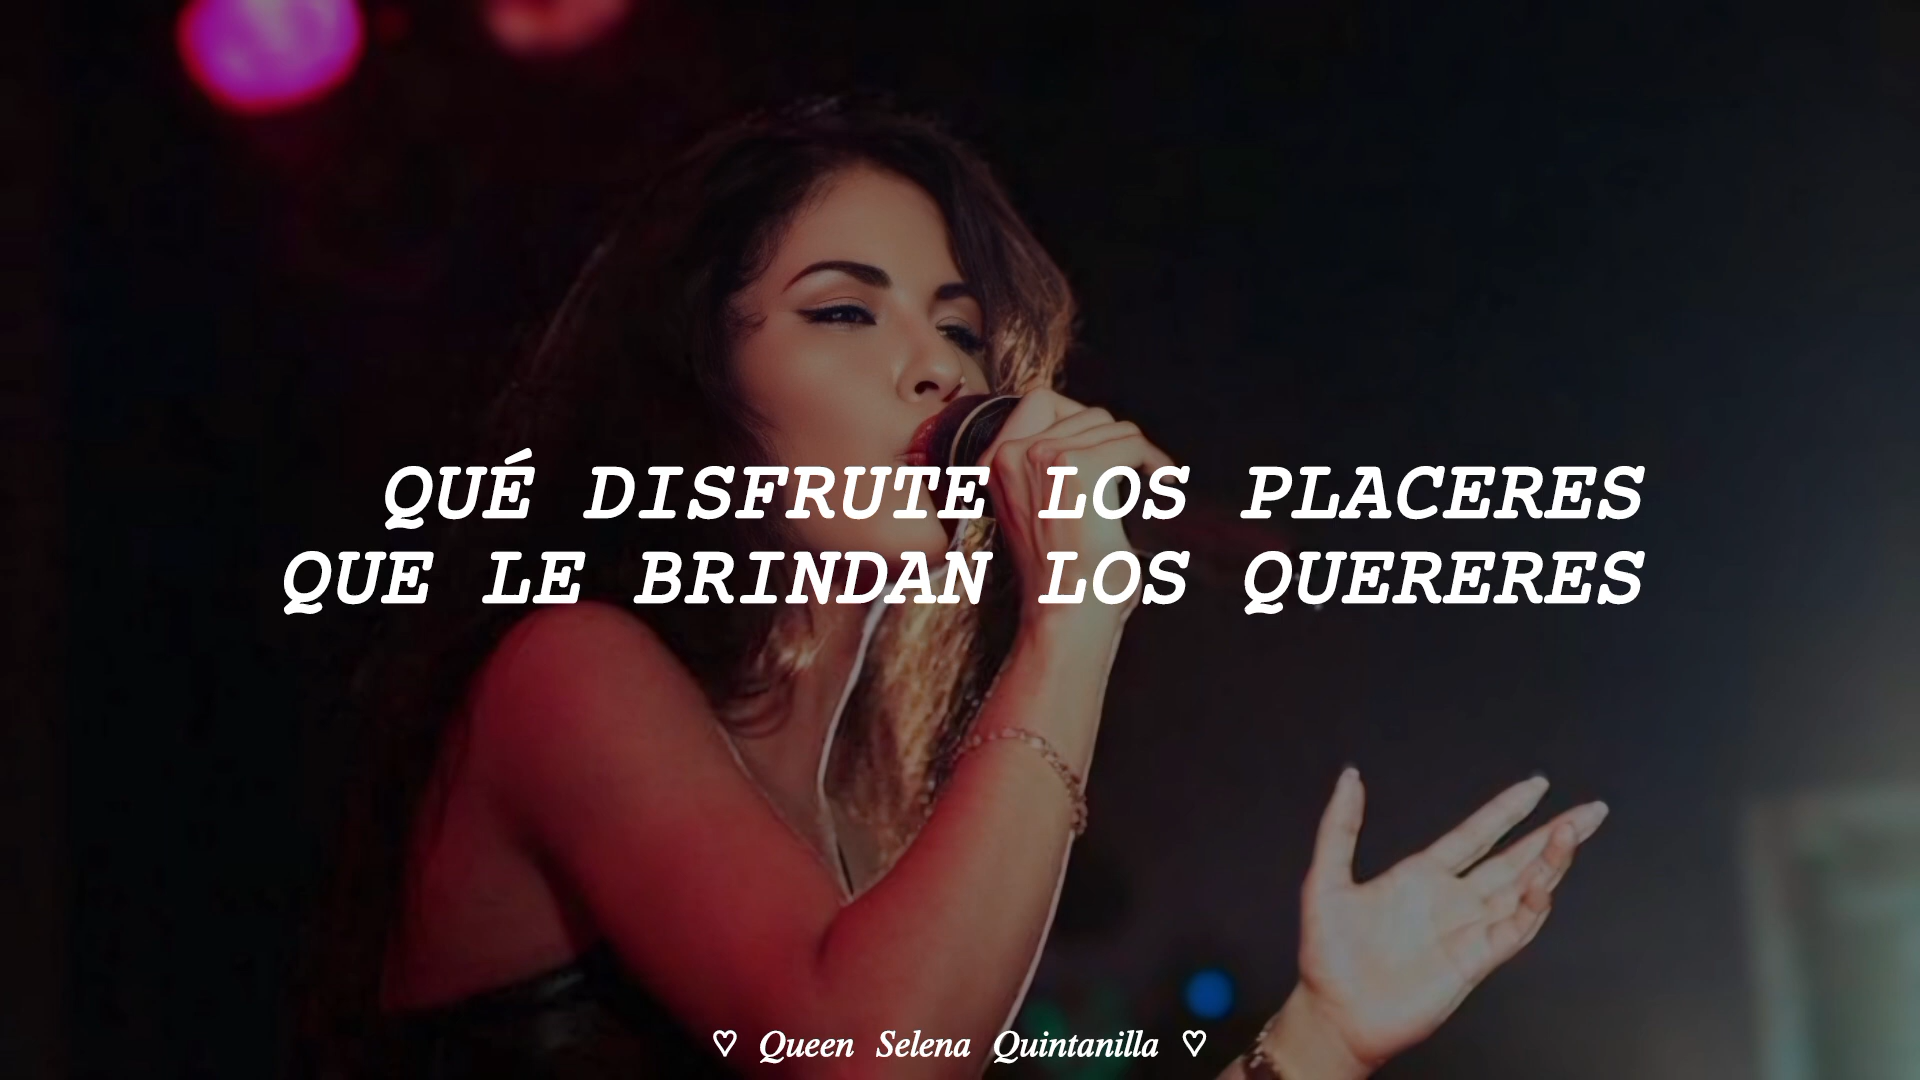 QUÉ DISFRUTE LOS PLACERES
QUE LE BRINDAN LOS QUERERES
♡ Queen Selena Quintanilla ♡